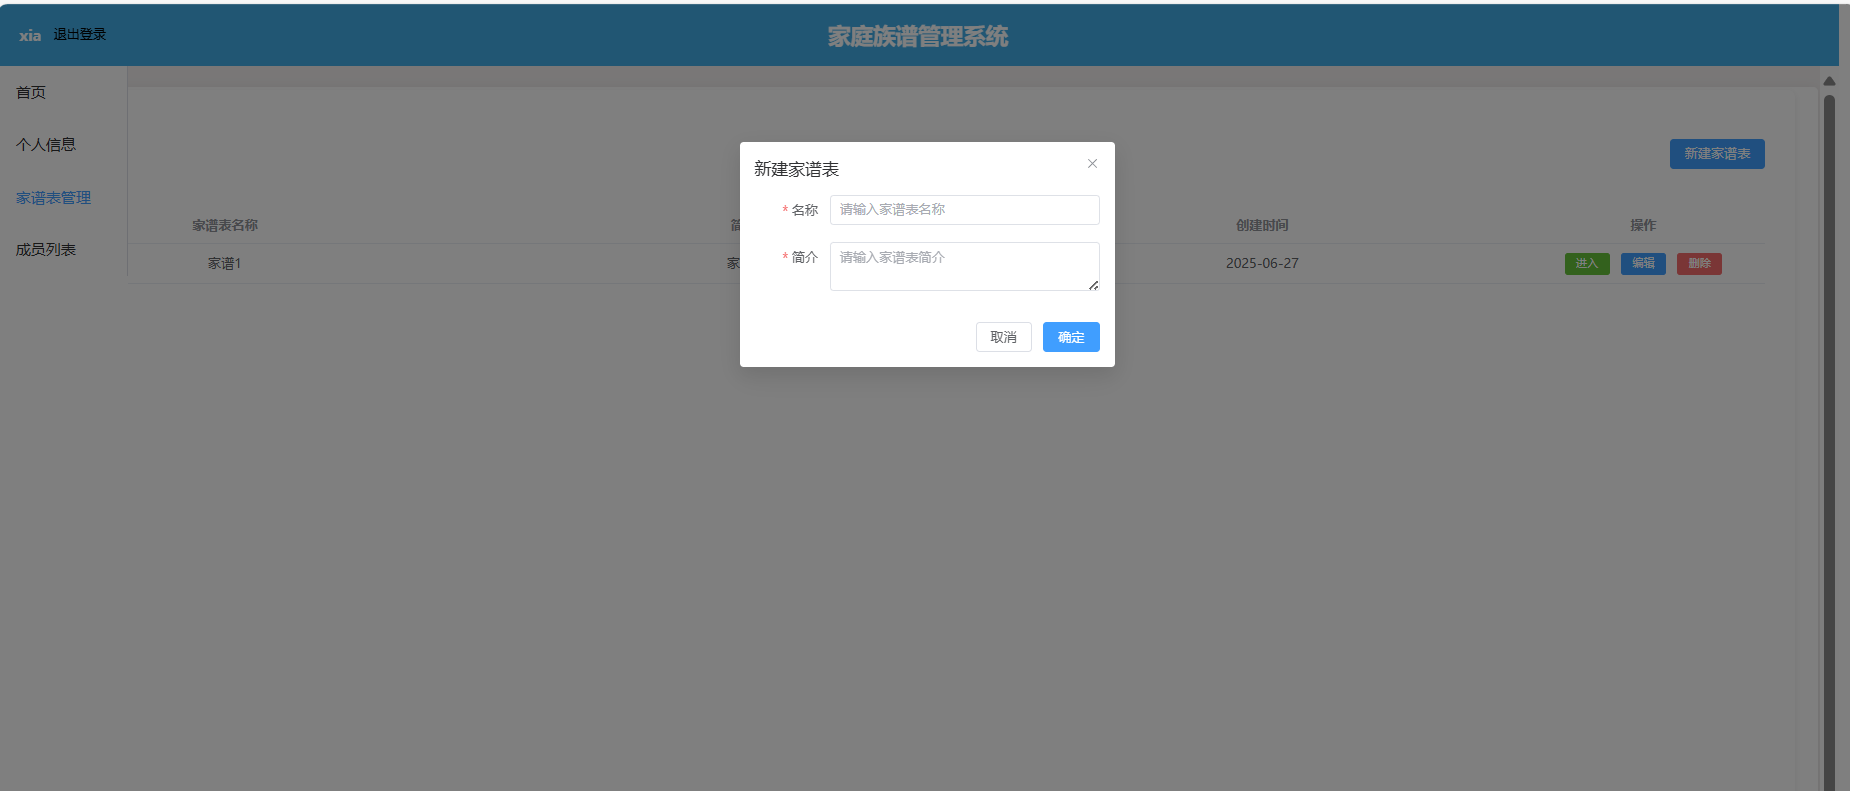 xia 退出登录 家庭族谱管理系统
首页
个人信息
家谱表管理
成员列表
新建家谱表
家谱表名称 创建时间 操作
家谱1 家 2025-06-27 进入 编辑 删除
新建家谱表
* 名称 请输入家谱表名称
* 简介 请输入家谱表简介
取消 确定